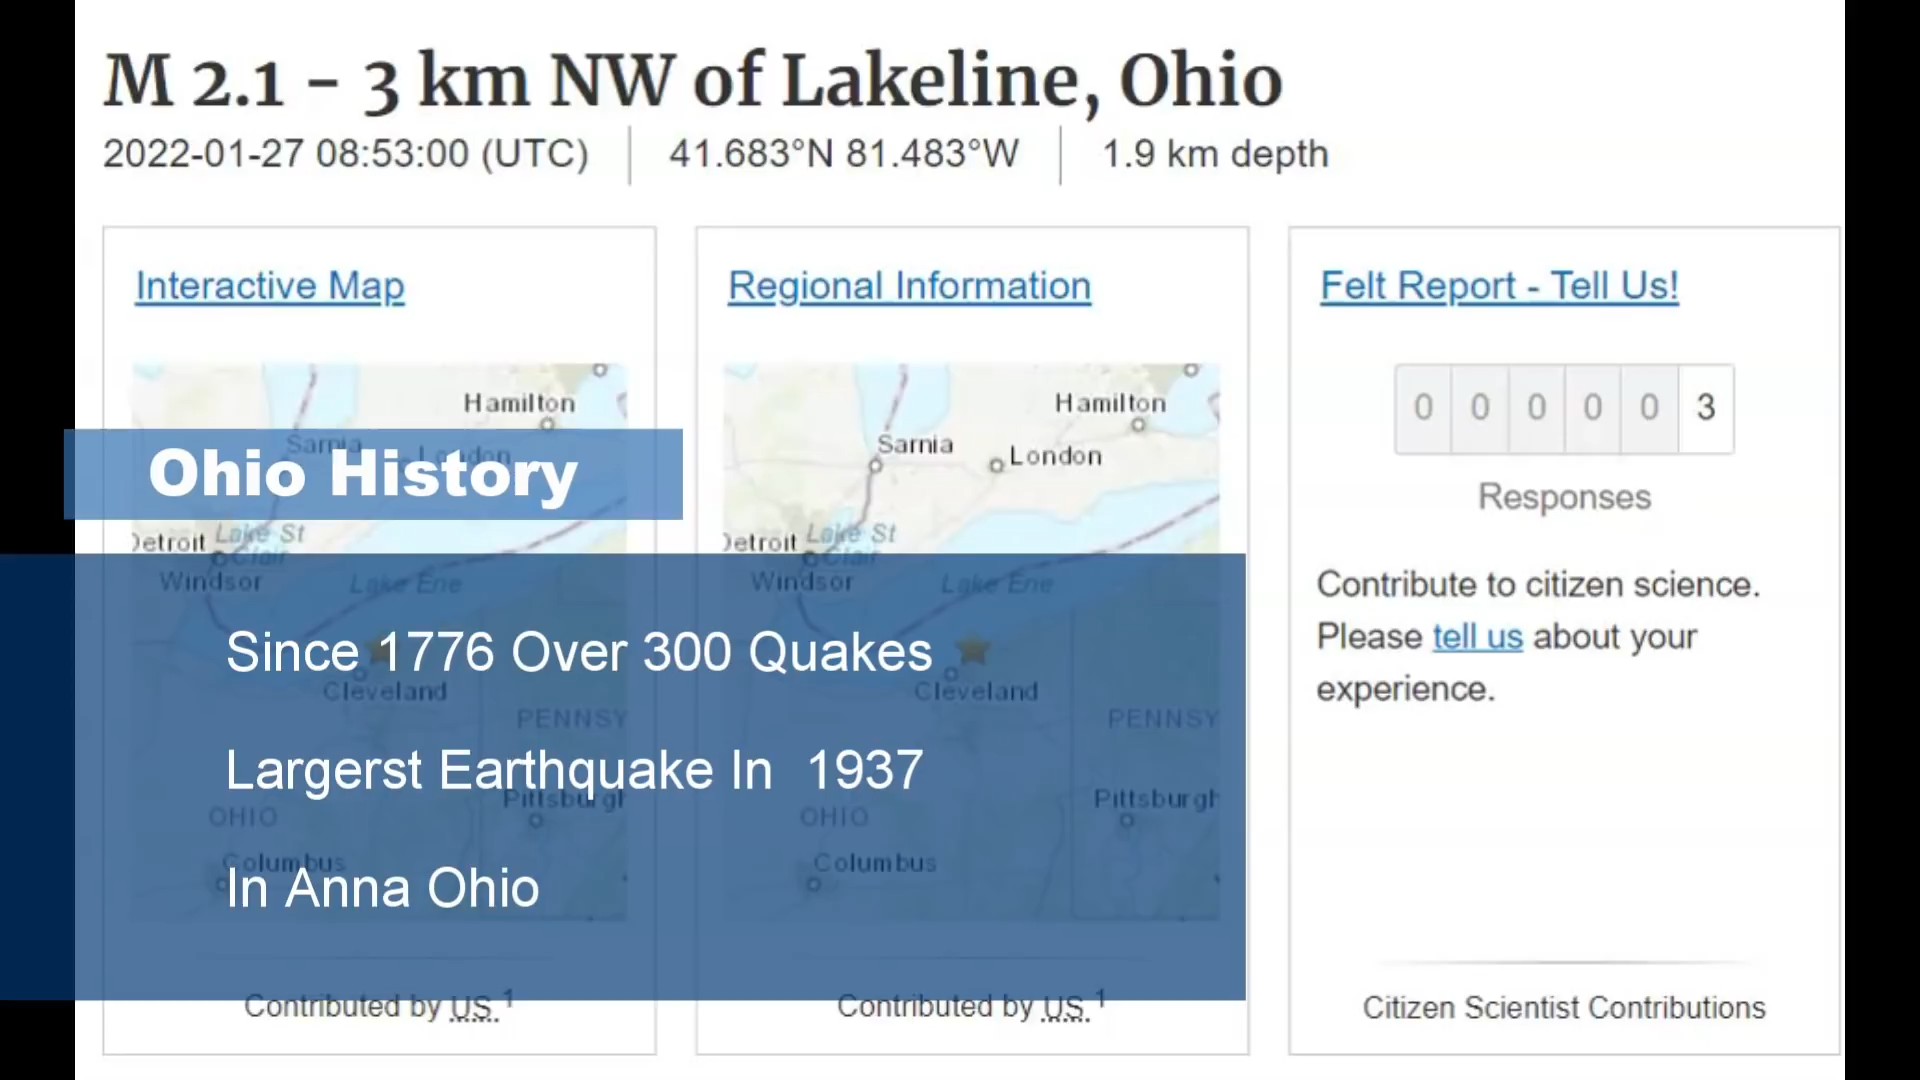 M 2.1 - 3 km NW of Lakeline, Ohio
2022-01-27 08:53:00 (UTC) 41.683°N 81.483°W 1.9 km depth
Interactive Map
Hamilton
Sarnia
London
Detroit
Lake St
Clair
Windsor
Lake Erie
Cleveland
PENNSY
Pittsburgh
OHIO
Columbus
Contributed by US.1
Regional Information
Hamilton
Sarnia
London
Detroit
Lake St
Clair
Windsor
Lake Erie
Cleveland
PENNSY
Pittsburgh
OHIO
Columbus
Contributed by US.1
Felt Report - Tell Us!
0 0 0 0 0 3
Responses
Contribute to citizen science.
Please tell us about your
experience.
Citizen Scientist Contributions
Ohio History
Since 1776 Over 300 Quakes
Largerst Earthquake In 1937
In Anna Ohio